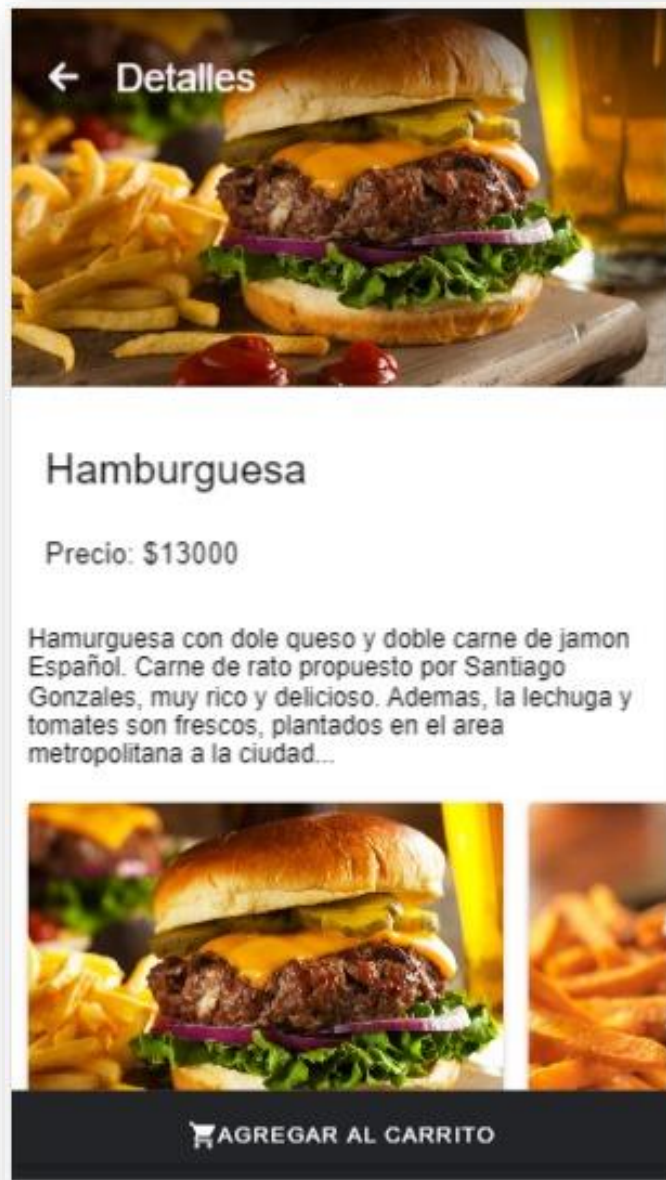 Detalles
Hamburguesa
Precio: $13000
Hamurguesa con dole queso y doble carne de jamon
Español. Carne de rato propuesto por Santiago
Gonzales, muy rico y delicioso. Ademas, la lechuga y
tomates son frescos, plantados en el area
metropolitana a la ciudad...
AGREGAR AL CARRITO